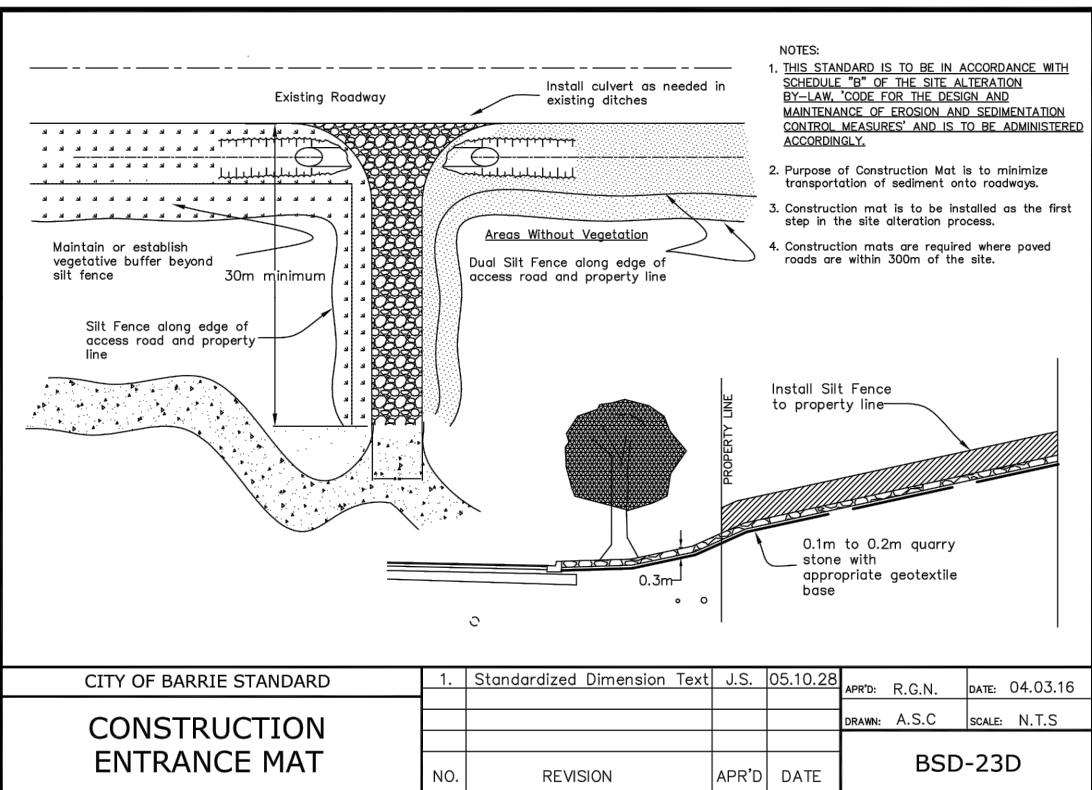 Existing Roadway
Install culvert as needed in
existing ditches
NOTES:
1. THIS STANDARD IS TO BE IN ACCORDANCE WITH
SCHEDULE "B" OF THE SITE ALTERATION
BY-LAW, 'CODE FOR THE DESIGN AND
MAINTENANCE OF EROSION AND SEDIMENTATION
CONTROL MEASURES' AND IS TO BE ADMINISTERED
ACCORDINGLY.
2. Purpose of Construction Mat is to minimize
transportation of sediment onto roadways.
3. Construction mat is to be installed as the first
step in the site alteration process.
4. Construction mats are required where paved
roads are within 300m of the site.
Maintain or establish
vegetative buffer beyond
silt fence
30m minimum
Areas Without Vegetation
Dual Silt Fence along edge of
access road and property line
Silt Fence along edge of
access road and property
line
PROPERTY LINE
Install Silt Fence
to property line
0.1m to 0.2m quarry
stone with
appropriate geotextile
base
0.3m
CITY OF BARRIE STANDARD
CONSTRUCTION
ENTRANCE MAT
1. Standardized Dimension Text J.S. 05.10.28
NO. REVISION APR'D DATE
APR'D: R.G.N. DATE: 04.03.16
DRAWN: A.S.C SCALE: N.T.S
BSD-23D